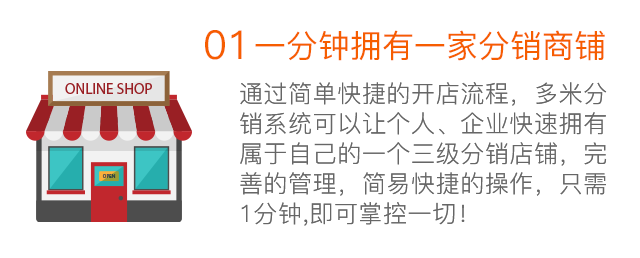 01 一分钟拥有一家分销商铺
ONLINE SHOP
通过简单快捷的开店流程，多米分
销系统可以让个人、企业快速拥有
属于自己的一个三级分销店铺，完
善的管理，简易快捷的操作，只需
1分钟,即可掌控一切！
OPEN